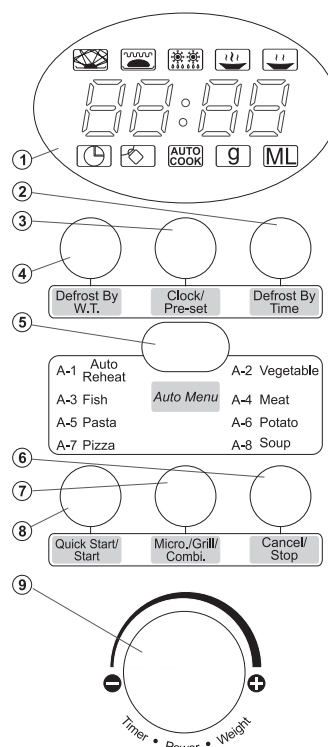 88:88
AUTO
COOK
g
ML
1
2
3
4
Defrost By
W.T.
Clock/
Pre-set
Defrost By
Time
5
A-1 Auto
Reheat
A-2 Vegetable
A-3 Fish
Auto Menu
A-4 Meat
A-5 Pasta
A-6 Potato
A-7 Pizza
A-8 Soup
6
7
8
Quick Start/
Start
Micro./Grill/
Combi.
Cancel/
Stop
9
Timer • Power • Weight